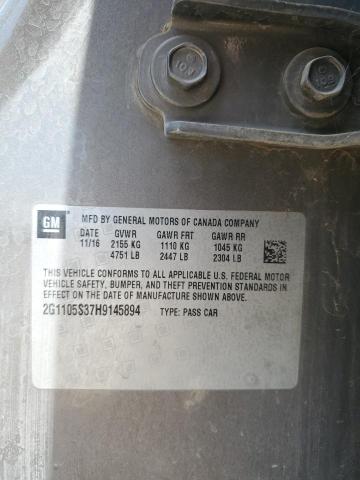 GM
MFD BY GENERAL MOTORS OF CANADA COMPANY
DATE GVWR GAWR FRT GAWR RR
11/16 2155 KG 1110 KG 1045 KG
4751 LB 2447 LB 2304 LB
THIS VEHICLE CONFORMS TO ALL APPLICABLE U.S. FEDERAL MOTOR
VEHICLE SAFETY, BUMPER, AND THEFT PREVENTION STANDARDS IN
EFFECT ON THE DATE OF MANUFACTURE SHOWN ABOVE.
2G1105S37H9145894 TYPE: PASS CAR